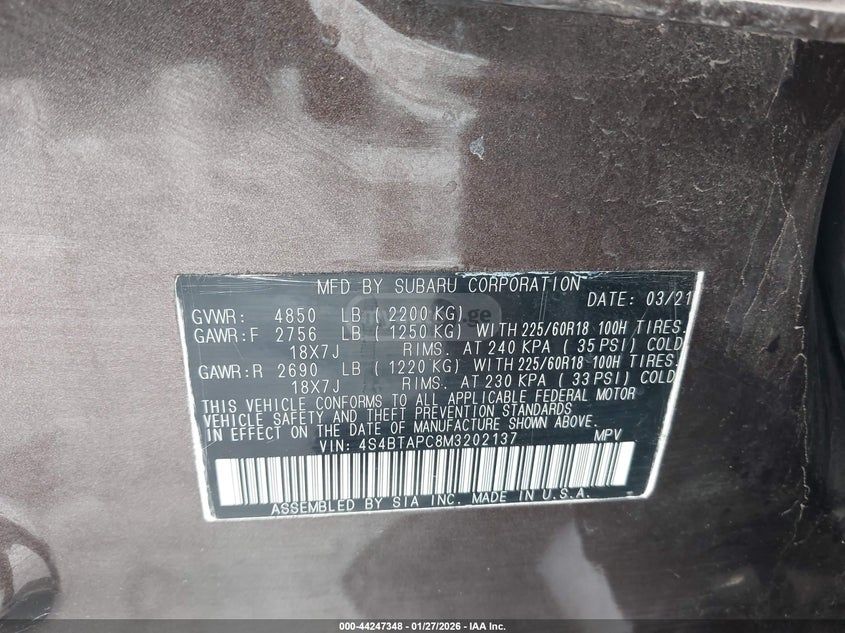 MFD BY SUBARU CORPORATION
DATE: 03/21
GVWR: 4850 LB ( 2200 KG)
GAWR:F 2756 LB ( 1250 KG) WITH 225/60R18 100H TIRES.
18X7J RIMS. AT 240 KPA ( 35 PSI) COLD
GAWR:R 2690 LB ( 1220 KG) WITH 225/60R18 100H TIRES.
18X7J RIMS. AT 230 KPA ( 33 PSI) COLD
THIS VEHICLE CONFORMS TO ALL APPLICABLE FEDERAL MOTOR
VEHICLE SAFETY AND THEFT PREVENTION STANDARDS
IN EFFECT ON THE DATE OF MANUFACTURE SHOWN ABOVE.
VIN: 4S4BTAPC8M3202137 MPV
ASSEMBLED BY SIA INC. MADE IN U.S.A.
000-44247348 - 01/27/2026 - IAA Inc.